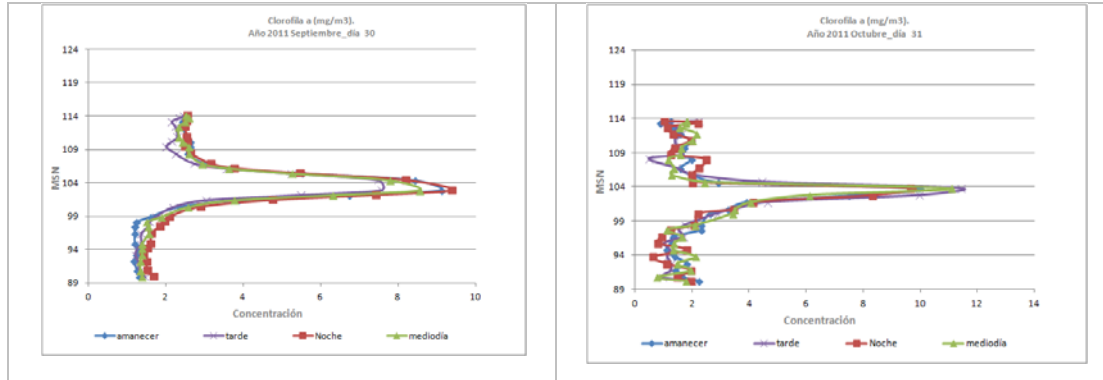 Clorofila a (mg/m3).
Año 2011 Septiembre_día 30
124
119
114
109
104
99
94
89
MSN
0 2 4 6 8 10
Concentración
amanecer tarde Noche mediodía
Clorofila a (mg/m3).
Año 2011 Octubre_día 31
124
119
114
109
104
99
94
89
MSN
0 2 4 6 8 10 12 14
Concentración
amanecer tarde Noche mediodía